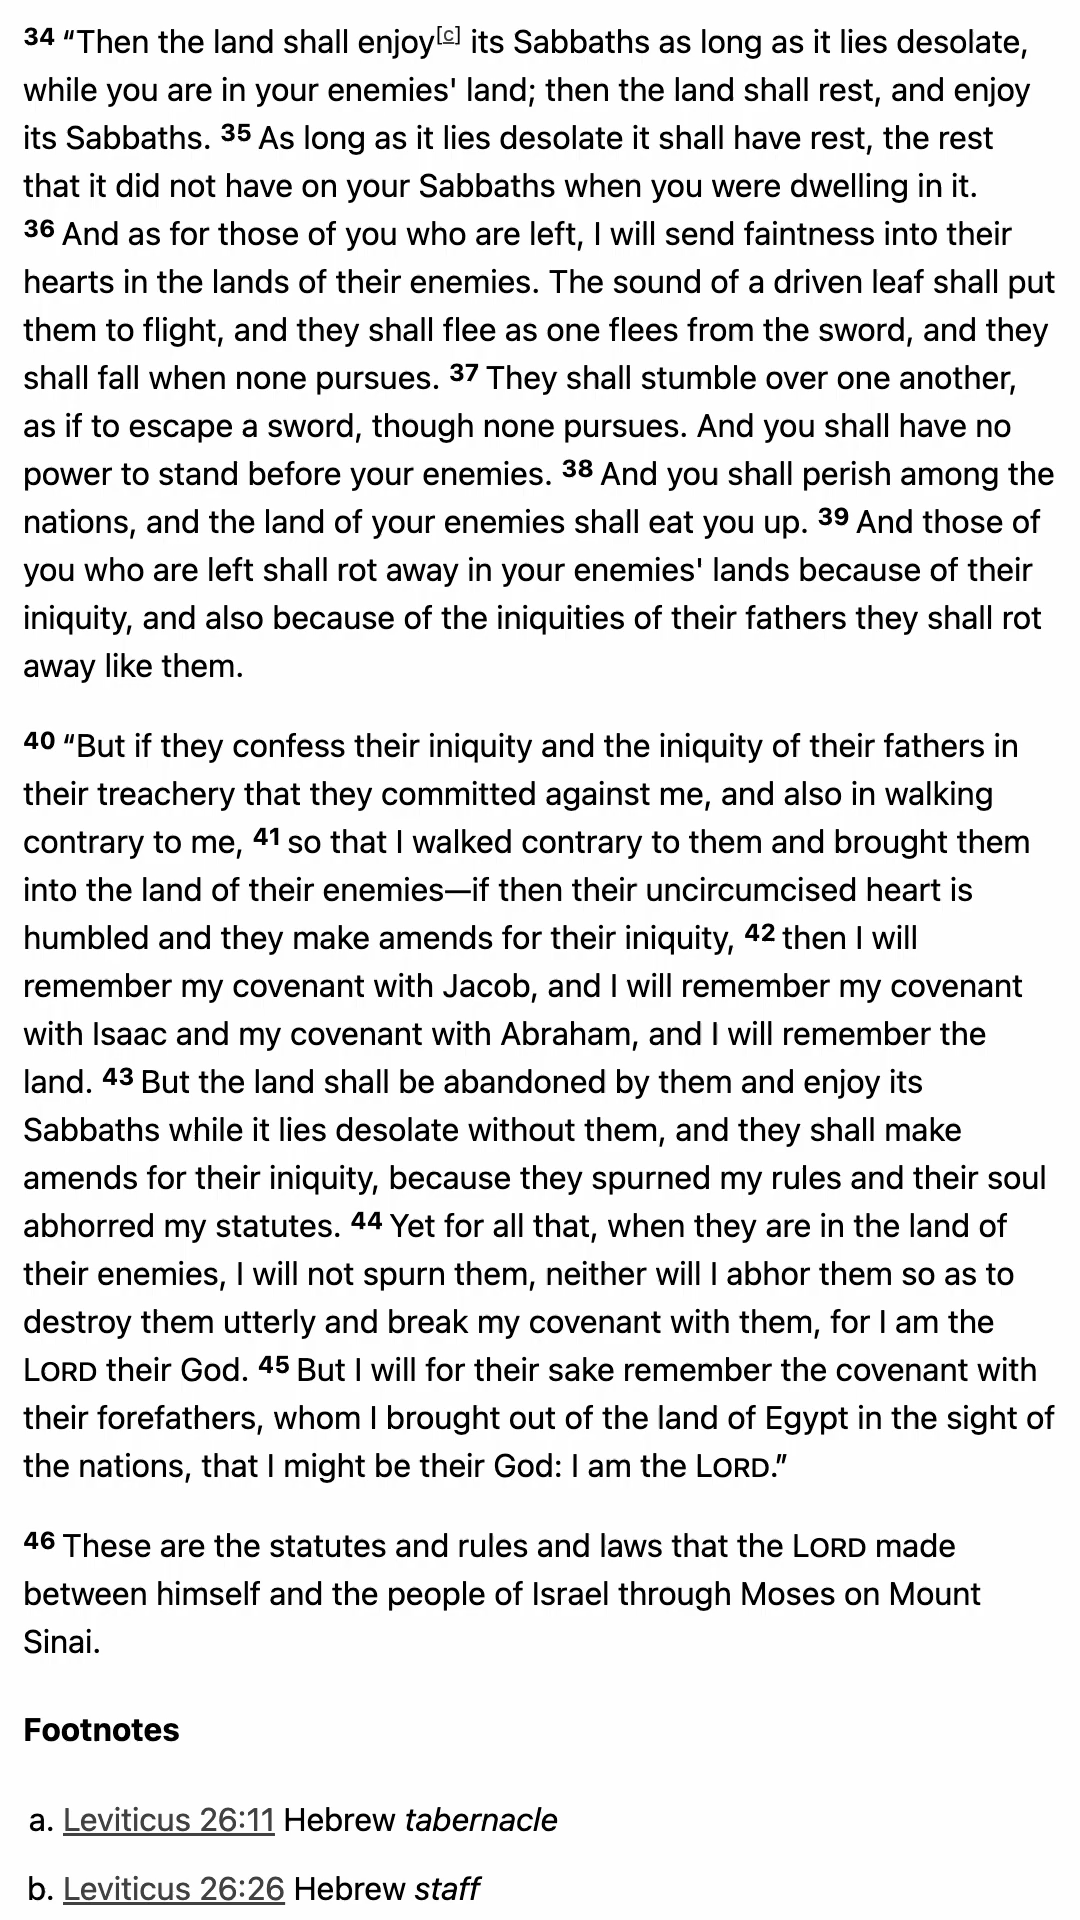 34 “Then the land shall enjoy[c] its Sabbaths as long as it lies desolate,
while you are in your enemies' land; then the land shall rest, and enjoy
its Sabbaths. 35 As long as it lies desolate it shall have rest, the rest
that it did not have on your Sabbaths when you were dwelling in it.
36 And as for those of you who are left, I will send faintness into their
hearts in the lands of their enemies. The sound of a driven leaf shall put
them to flight, and they shall flee as one flees from the sword, and they
shall fall when none pursues. 37 They shall stumble over one another,
as if to escape a sword, though none pursues. And you shall have no
power to stand before your enemies. 38 And you shall perish among the
nations, and the land of your enemies shall eat you up. 39 And those of
you who are left shall rot away in your enemies' lands because of their
iniquity, and also because of the iniquities of their fathers they shall rot
away like them.
40 “But if they confess their iniquity and the iniquity of their fathers in
their treachery that they committed against me, and also in walking
contrary to me, 41 so that I walked contrary to them and brought them
into the land of their enemies—if then their uncircumcised heart is
humbled and they make amends for their iniquity, 42 then I will
remember my covenant with Jacob, and I will remember my covenant
with Isaac and my covenant with Abraham, and I will remember the
land. 43 But the land shall be abandoned by them and enjoy its
Sabbaths while it lies desolate without them, and they shall make
amends for their iniquity, because they spurned my rules and their soul
abhorred my statutes. 44 Yet for all that, when they are in the land of
their enemies, I will not spurn them, neither will I abhor them so as to
destroy them utterly and break my covenant with them, for I am the
LORD their God. 45 But I will for their sake remember the covenant with
their forefathers, whom I brought out of the land of Egypt in the sight of
the nations, that I might be their God: I am the LORD.”
46 These are the statutes and rules and laws that the LORD made
between himself and the people of Israel through Moses on Mount
Sinai.
Footnotes
a. Leviticus 26:11 Hebrew tabernacle
b. Leviticus 26:26 Hebrew staff